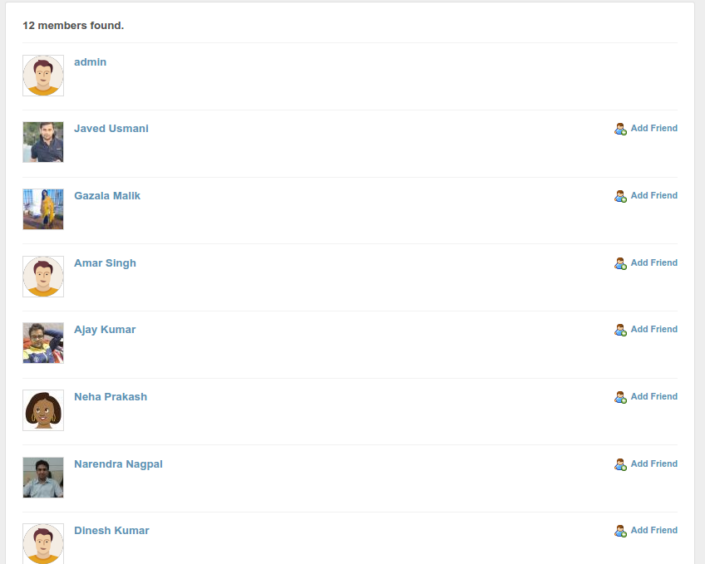 12 members found.
admin
Javed Usmani
Add Friend
Gazala Malik
Add Friend
Amar Singh
Add Friend
Ajay Kumar
Add Friend
Neha Prakash
Add Friend
Narendra Nagpal
Add Friend
Dinesh Kumar
Add Friend